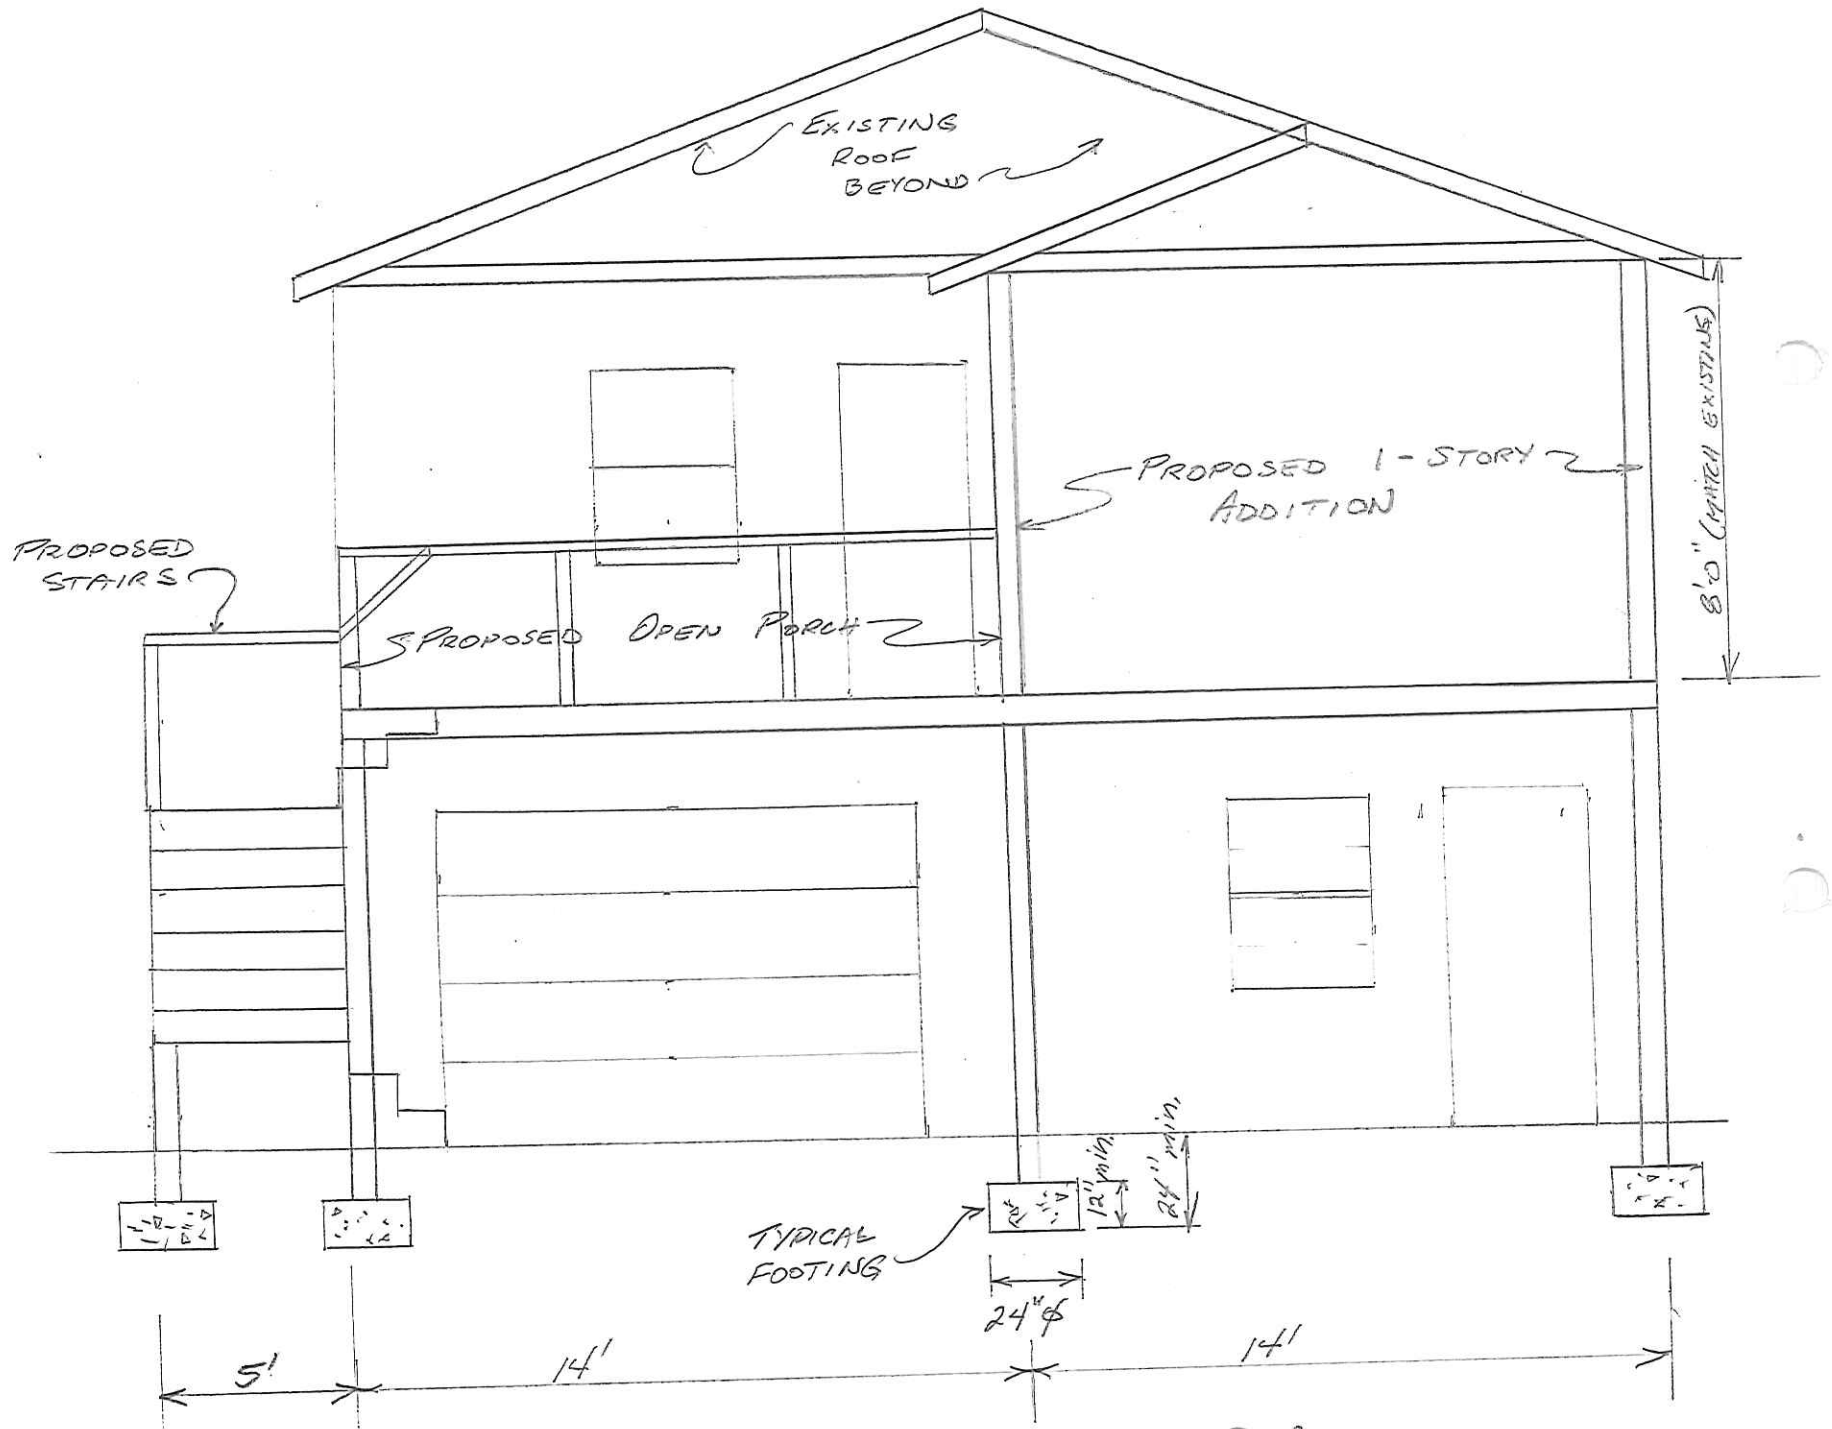 EXISTING
ROOF
BEYOND
8'0" (MATCH EXISTING)
PROPOSED 1-STORY
ADDITION
PROPOSED
STAIRS
PROPOSED OPEN PORCH
12" min.
24" min.
TYPICAL
FOOTING
24"φ
5'
14'
14'